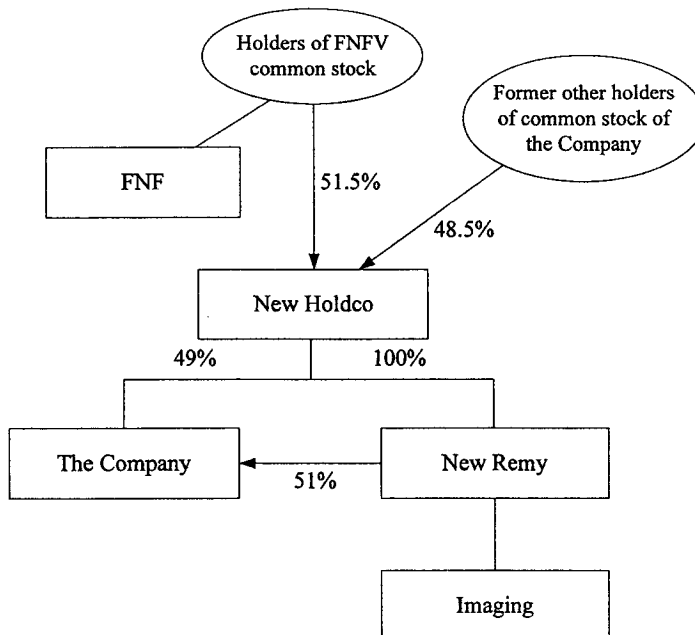 Holders of FNFV
common stock
Former other holders
of common stock of
the Company
FNF
51.5%
48.5%
New Holdco
49%
100%
The Company
51%
New Remy
Imaging